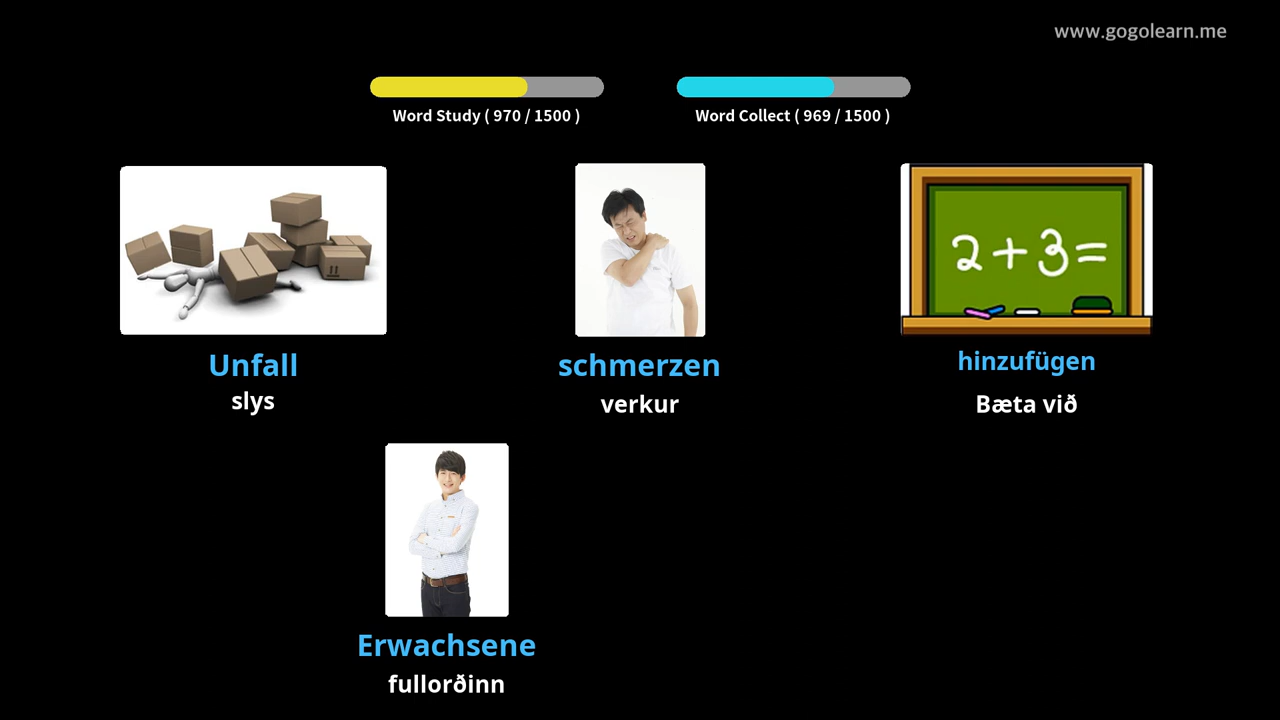 www.gogolearn.me
Word Study ( 970 / 1500 )
Word Collect ( 969 / 1500 )
2+3=
Unfall
slys
schmerzen
verkur
hinzufügen
Bæta við
Erwachsene
fullorðinn